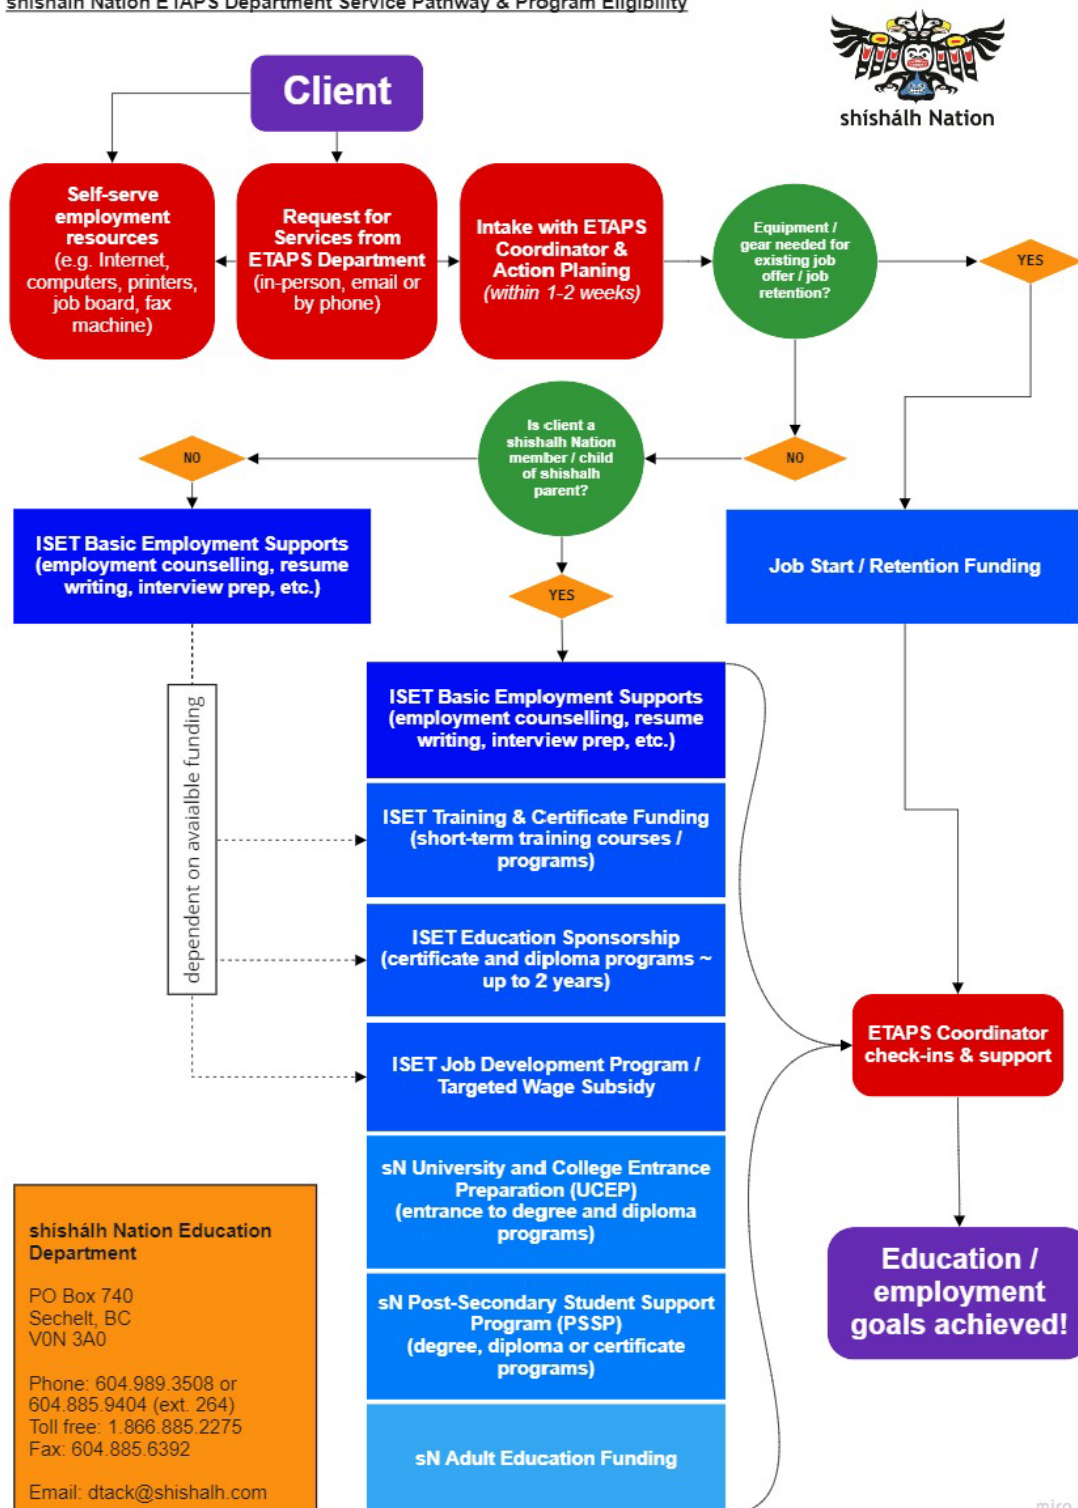 shíshálh Nation ETAPS Department Service Pathway & Program Eligibility
shíshálh Nation
Client
Self-serve
employment
resources
(e.g. Internet,
computers, printers,
job board, fax
machine)
Request for
Services from
ETAPS Department
(in-person, email or
by phone)
Intake with ETAPS
Coordinator &
Action Planing
(within 1-2 weeks)
Equipment /
gear needed for
existing job
offer / job
retention?
YES
NO
Is client a
shishalh Nation
member / child
of shishalh
parent?
NO
YES
ISET Basic Employment Supports
(employment counselling, resume
writing, interview prep, etc.)
Job Start / Retention Funding
dependent on avaialble funding
ISET Basic Employment Supports
(employment counselling, resume
writing, interview prep, etc.)
ISET Training & Certificate Funding
(short-term training courses /
programs)
ISET Education Sponsorship
(certificate and diploma programs ~
up to 2 years)
ISET Job Development Program /
Targeted Wage Subsidy
sN University and College Entrance
Preparation (UCEP)
(entrance to degree and diploma
programs)
sN Post-Secondary Student Support
Program (PSSP)
(degree, diploma or certificate
programs)
sN Adult Education Funding
ETAPS Coordinator
check-ins & support
Education /
employment
goals achieved!
shíshálh Nation Education
Department
PO Box 740
Sechelt, BC
V0N 3A0
Phone: 604.989.3508 or
604.885.9404 (ext. 264)
Toll free: 1.866.885.2275
Fax: 604.885.6392
Email: dtack@shishalh.com
miro